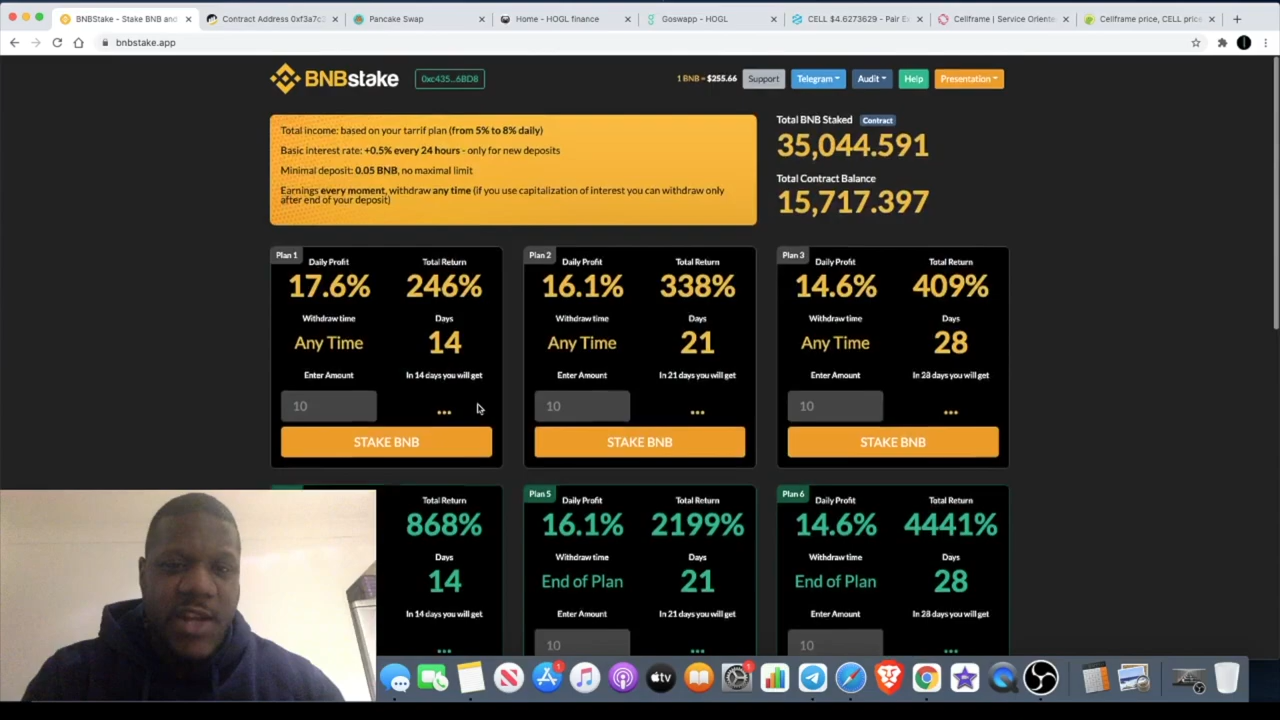 BNBStake - Stake BNB and
Contract Address 0xf3a7c
Pancake Swap
Home - HOGL finance
Goswapp - HOGL
CELL $4.6273629 - Pair E
Cellframe | Service Oriente
Cellframe price, CELL price
bnbstake.app
BNBstake
0xc435...6BD8
1 BNB = $255.66
Support
Telegram
Audit
Help
Presentation
Total income: based on your tarrif plan (from 5% to 8% daily)
Basic interest rate: +0.5% every 24 hours - only for new deposits
Minimal deposit: 0.05 BNB, no maximal limit
Earnings every moment, withdraw any time (if you use capitalization of interest you can withdraw only
after end of your deposit)
Total BNB Staked Contract
35,044.591
Total Contract Balance
15,717.397
Plan 1
Daily Profit Total Return
17.6% 246%
Withdraw time Days
Any Time 14
Enter Amount In 14 days you will get
10 ...
STAKE BNB
Plan 2
Daily Profit Total Return
16.1% 338%
Withdraw time Days
Any Time 21
Enter Amount In 21 days you will get
10 ...
STAKE BNB
Plan 3
Daily Profit Total Return
14.6% 409%
Withdraw time Days
Any Time 28
Enter Amount In 28 days you will get
10 ...
STAKE BNB
Total Return
868%
Days
14
In 14 days you will get
...
Plan 5
Daily Profit Total Return
16.1% 2199%
Withdraw time Days
End of Plan 21
Enter Amount In 21 days you will get
10 ...
Plan 6
Daily Profit Total Return
14.6% 4441%
Withdraw time Days
End of Plan 28
Enter Amount In 28 days you will get
10 ...
tv